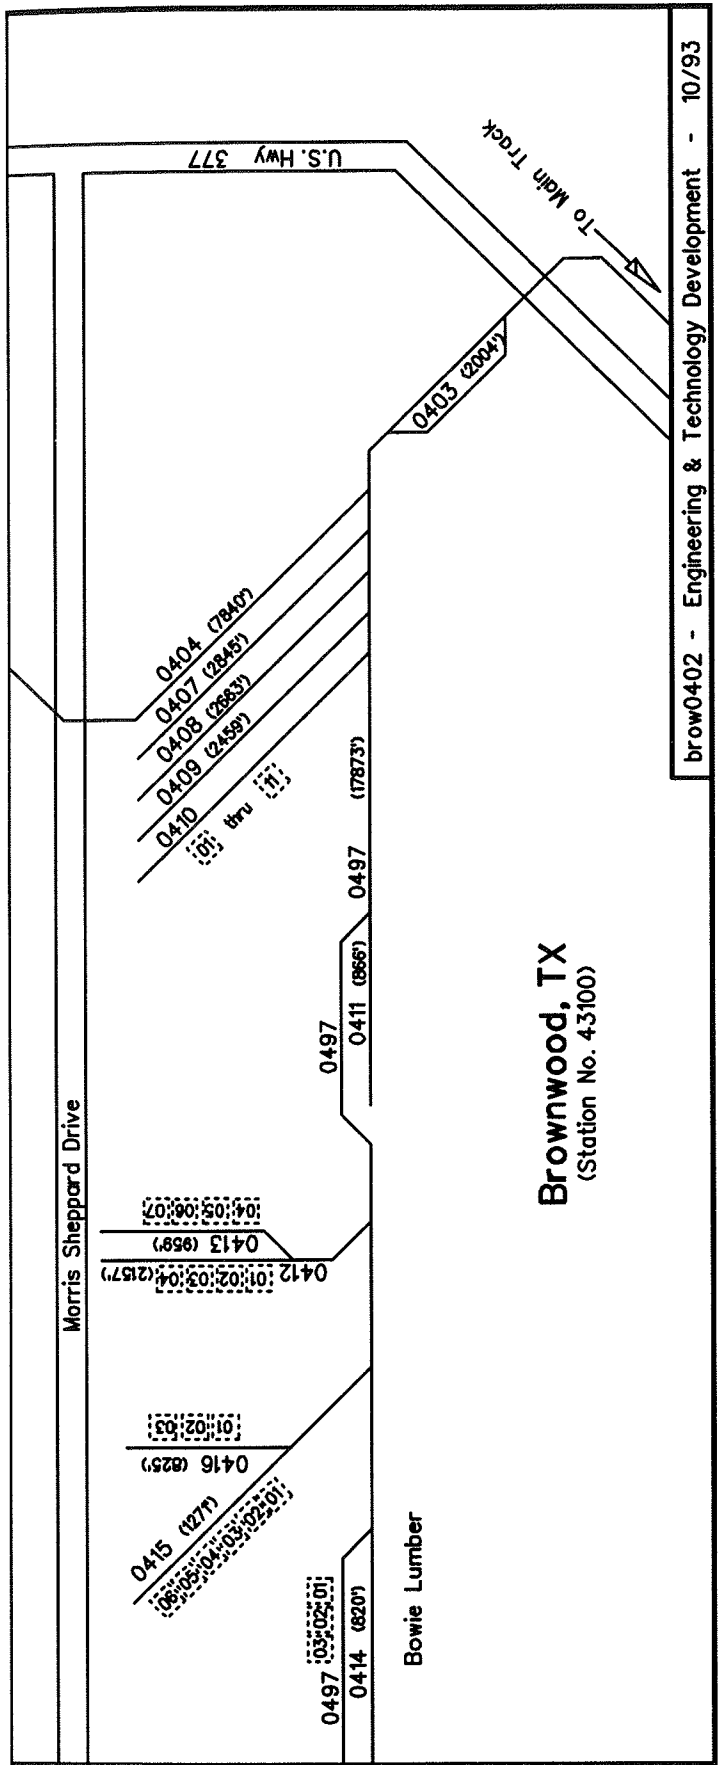 Morris Sheppard Drive
U.S. Hwy 377
To Main Track
0403 (2004')
0404 (7840')
0407 (2845')
0408 (2663')
0409 (2459')
0410
01 thru 11
0497 (17873')
0497
0411 (866')
04 05 06 07
0413 (959')
0412 (2157')
01 02 03 04
01 02 03
0416 (825')
0415 (1271')
06 05 04 03 02 01
03 02 01
0497
0414 (820')
Bowie Lumber
Brownwood, TX
(Station No. 43100)
brow0402 - Engineering & Technology Development - 10/93